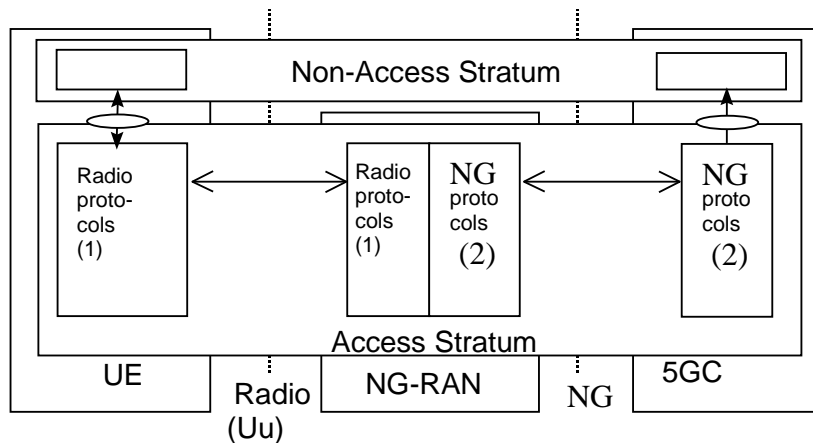 Non-Access Stratum
Radio
proto-
cols
(1)
Radio
proto-
cols
(1)
NG
proto
cols
(2)
NG
proto
cols
(2)
Access Stratum
UE
Radio
(Uu)
NG-RAN
NG
5GC